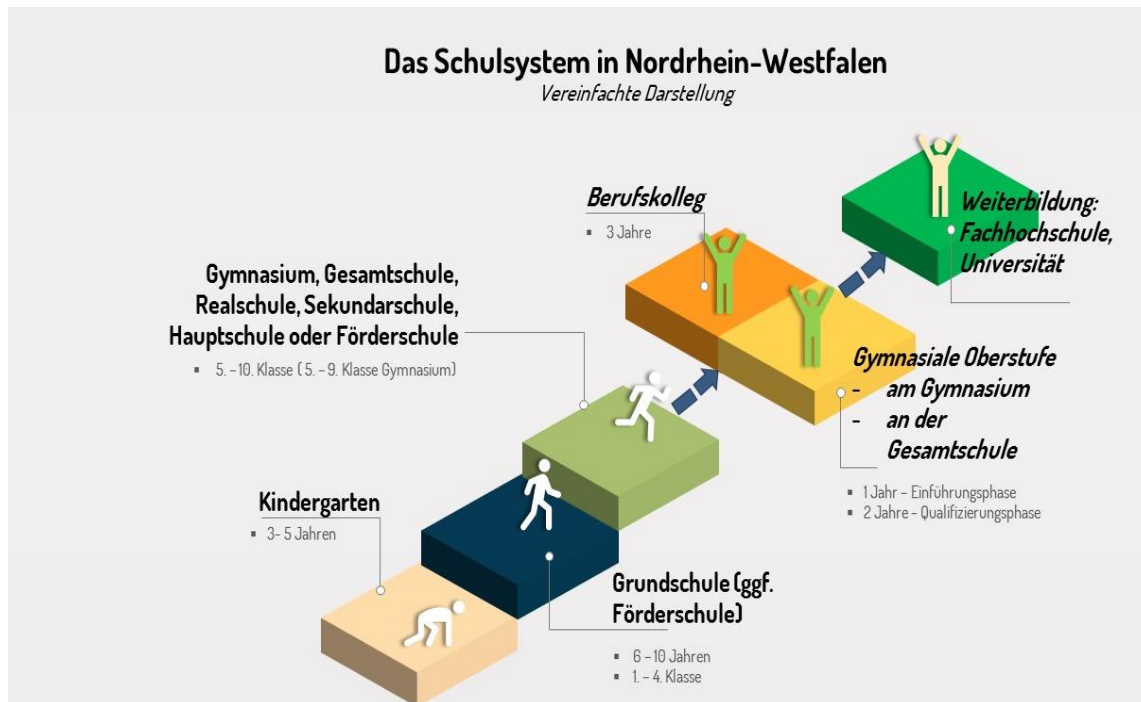 Das Schulsystem in Nordrhein-Westfalen
Vereinfachte Darstellung
Weiterbildung:
Fachhochschule,
Universität
Berufskolleg
▪ 3 Jahre
Gymnasium, Gesamtschule,
Realschule, Sekundarschule,
Hauptschule oder Förderschule
▪ 5. – 10. Klasse ( 5. – 9. Klasse Gymnasium)
Gymnasiale Oberstufe
- am Gymnasium
- an der
Gesamtschule
▪ 1 Jahr – Einführungsphase
▪ 2 Jahre – Qualifizierungsphase
Kindergarten
▪ 3- 5 Jahren
Grundschule (ggf.
Förderschule)
▪ 6 – 10 Jahren
▪ 1. – 4. Klasse